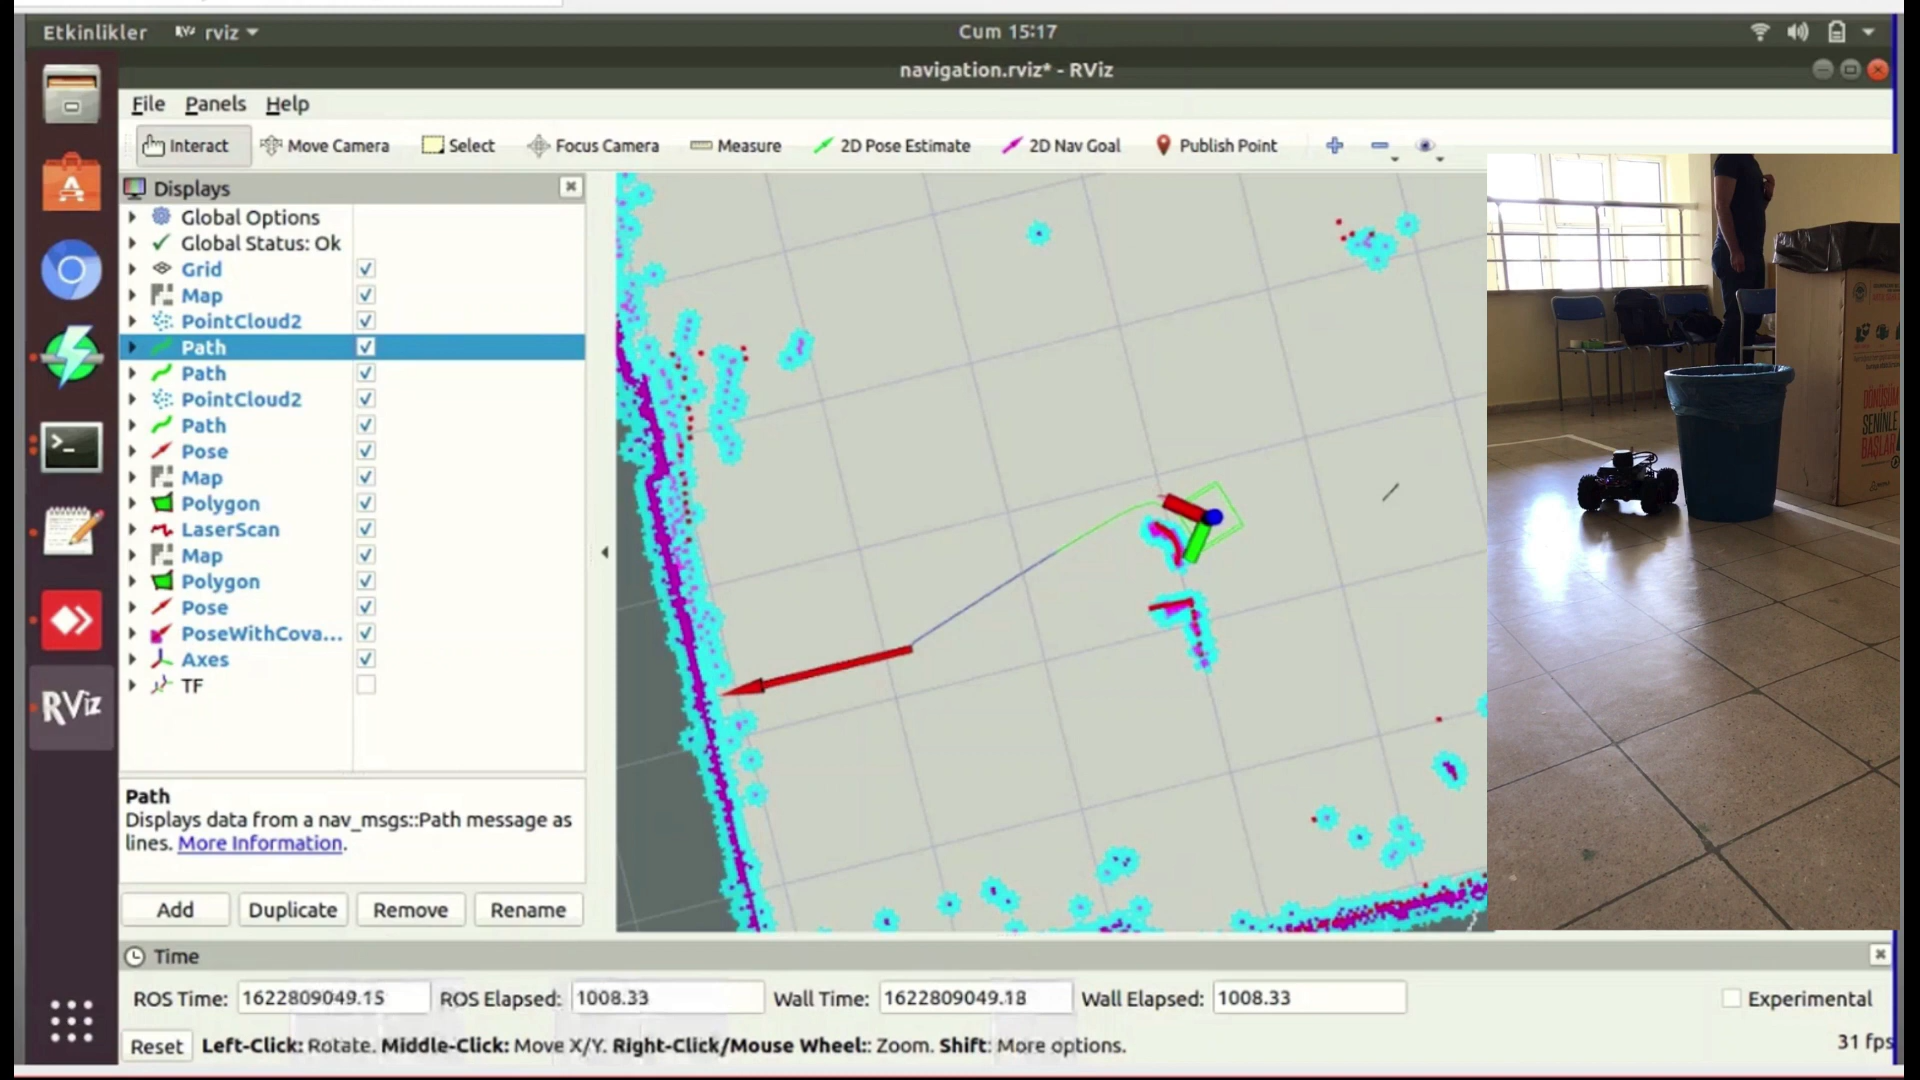 Etkinlikler
RViz rviz
Cum 15:17
navigation.rviz* - RViz
File Panels Help
Interact Move Camera Select Focus Camera Measure 2D Pose Estimate 2D Nav Goal Publish Point
Displays
Global Options
Global Status: Ok
Grid
Map
PointCloud2
Path
Path
PointCloud2
Path
Pose
Map
Polygon
LaserScan
Map
Polygon
Pose
PoseWithCova...
Axes
TF
RViz
Path
Displays data from a nav_msgs::Path message as
lines. More Information.
Add Duplicate Remove Rename
DÖNÜŞÜM
SENİNLE
BAŞLAR
Time
ROS Time: 1622809049.15 ROS Elapsed: 1008.33 Wall Time: 1622809049.18 Wall Elapsed: 1008.33 Experimental
Reset Left-Click: Rotate. Middle-Click: Move X/Y. Right-Click/Mouse Wheel:: Zoom. Shift: More options. 31 fps